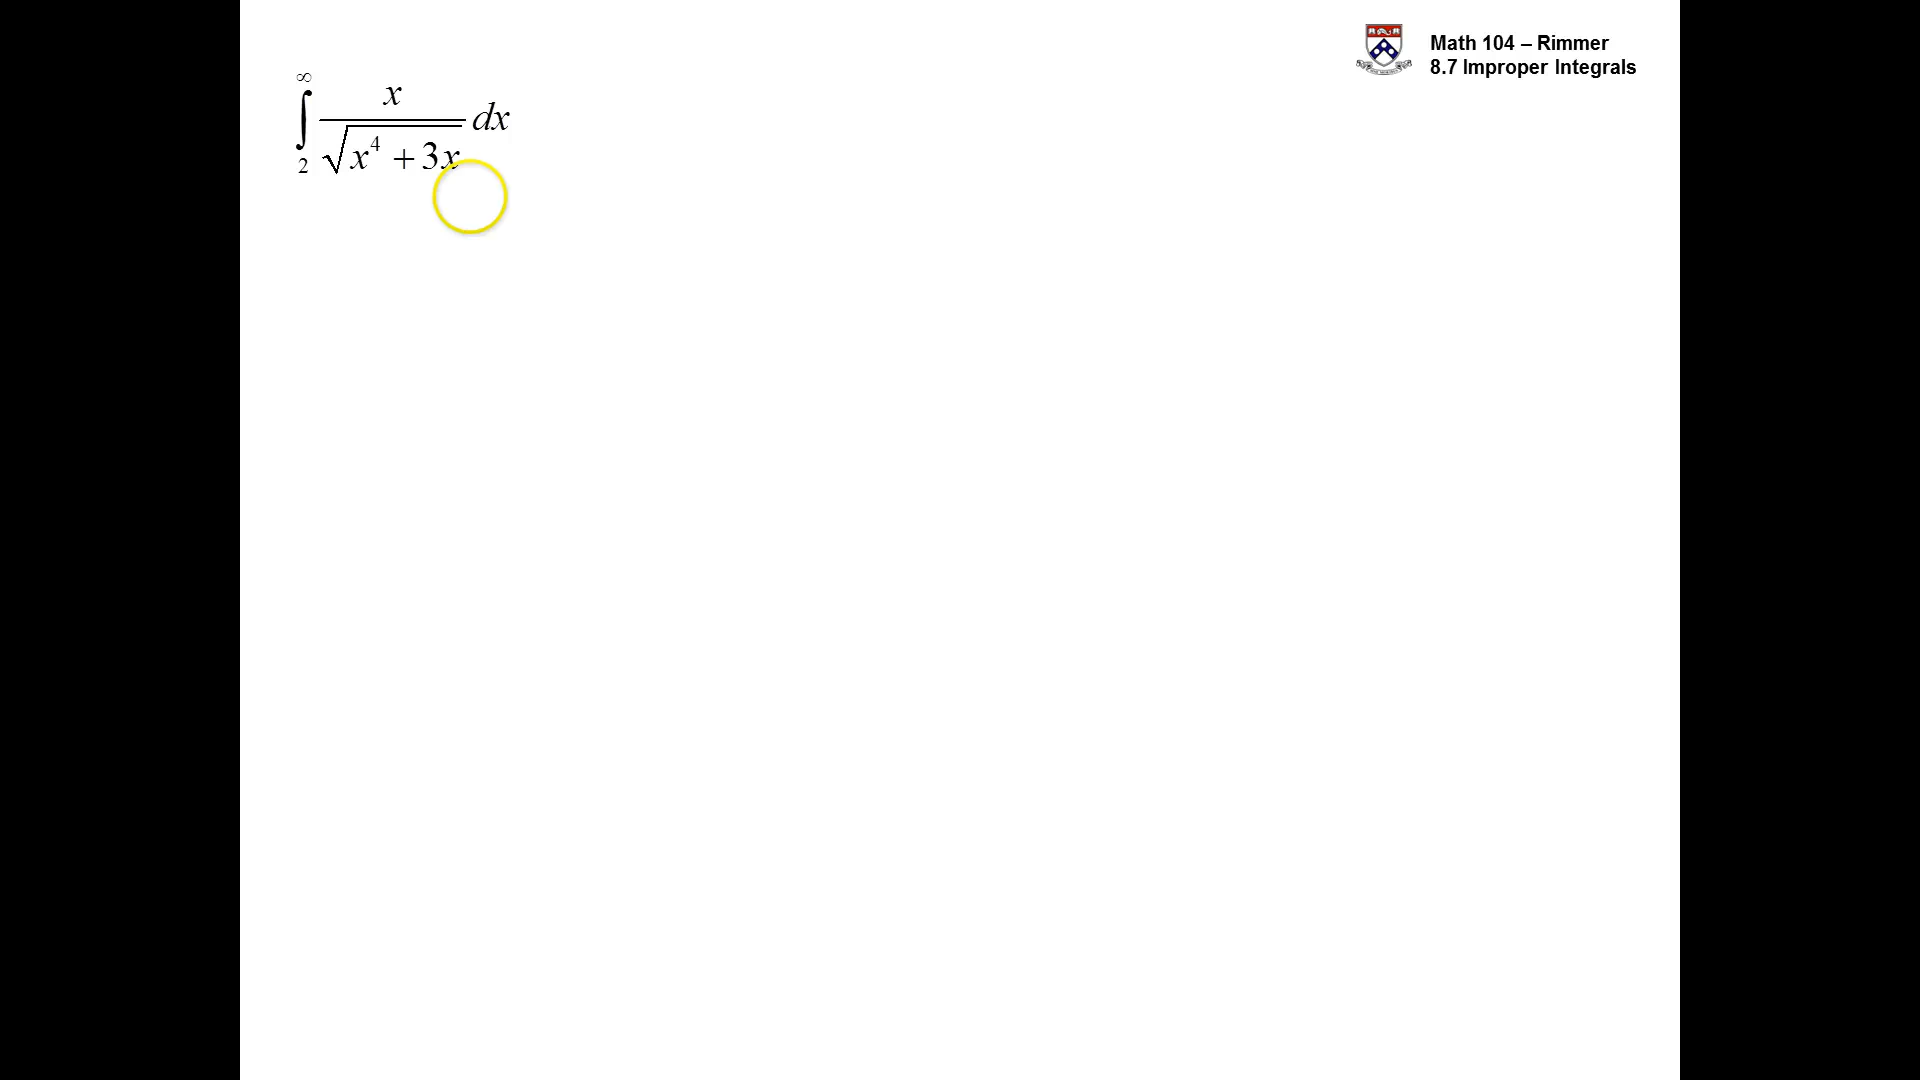 Math 104 – Rimmer
8.7 Improper Integrals
∫₂^∞ x / √(x⁴ + 3x) dx